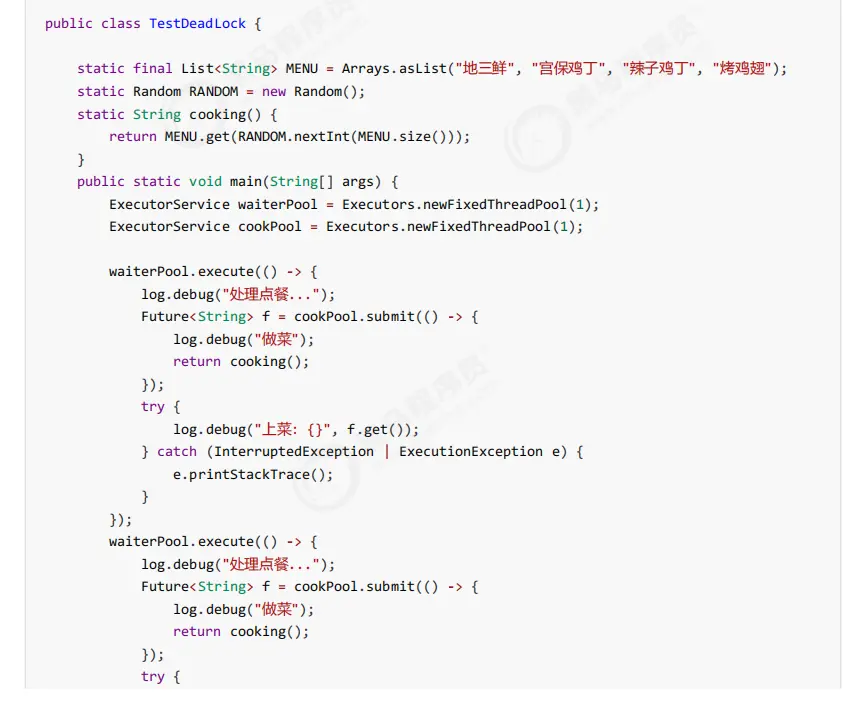 public class TestDeadLock {
static final List<String> MENU = Arrays.asList("地三鲜", "宫保鸡丁", "辣子鸡丁", "烤鸡翅");
static Random RANDOM = new Random();
static String cooking() {
return MENU.get(RANDOM.nextInt(MENU.size()));
}
public static void main(String[] args) {
ExecutorService waiterPool = Executors.newFixedThreadPool(1);
ExecutorService cookPool = Executors.newFixedThreadPool(1);
waiterPool.execute(() -> {
log.debug("处理点餐...");
Future<String> f = cookPool.submit(() -> {
log.debug("做菜");
return cooking();
});
try {
log.debug("上菜: {}", f.get());
} catch (InterruptedException | ExecutionException e) {
e.printStackTrace();
}
});
waiterPool.execute(() -> {
log.debug("处理点餐...");
Future<String> f = cookPool.submit(() -> {
log.debug("做菜");
return cooking();
});
try {